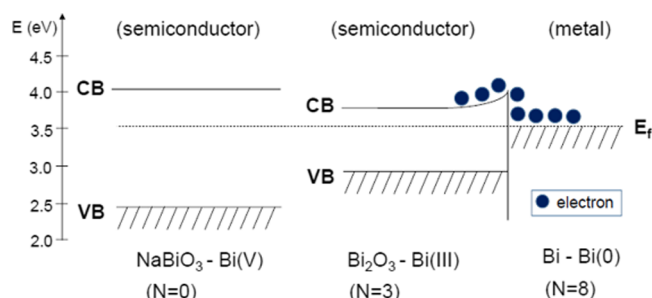 E (eV)
(semiconductor)
(semiconductor)
(metal)
4.5
4.0
3.5
3.0
2.5
2.0
CB
VB
CB
VB
E_f
electron
NaBiO₃ - Bi(V)
(N=0)
Bi₂O₃ - Bi(III)
(N=3)
Bi - Bi(0)
(N=8)